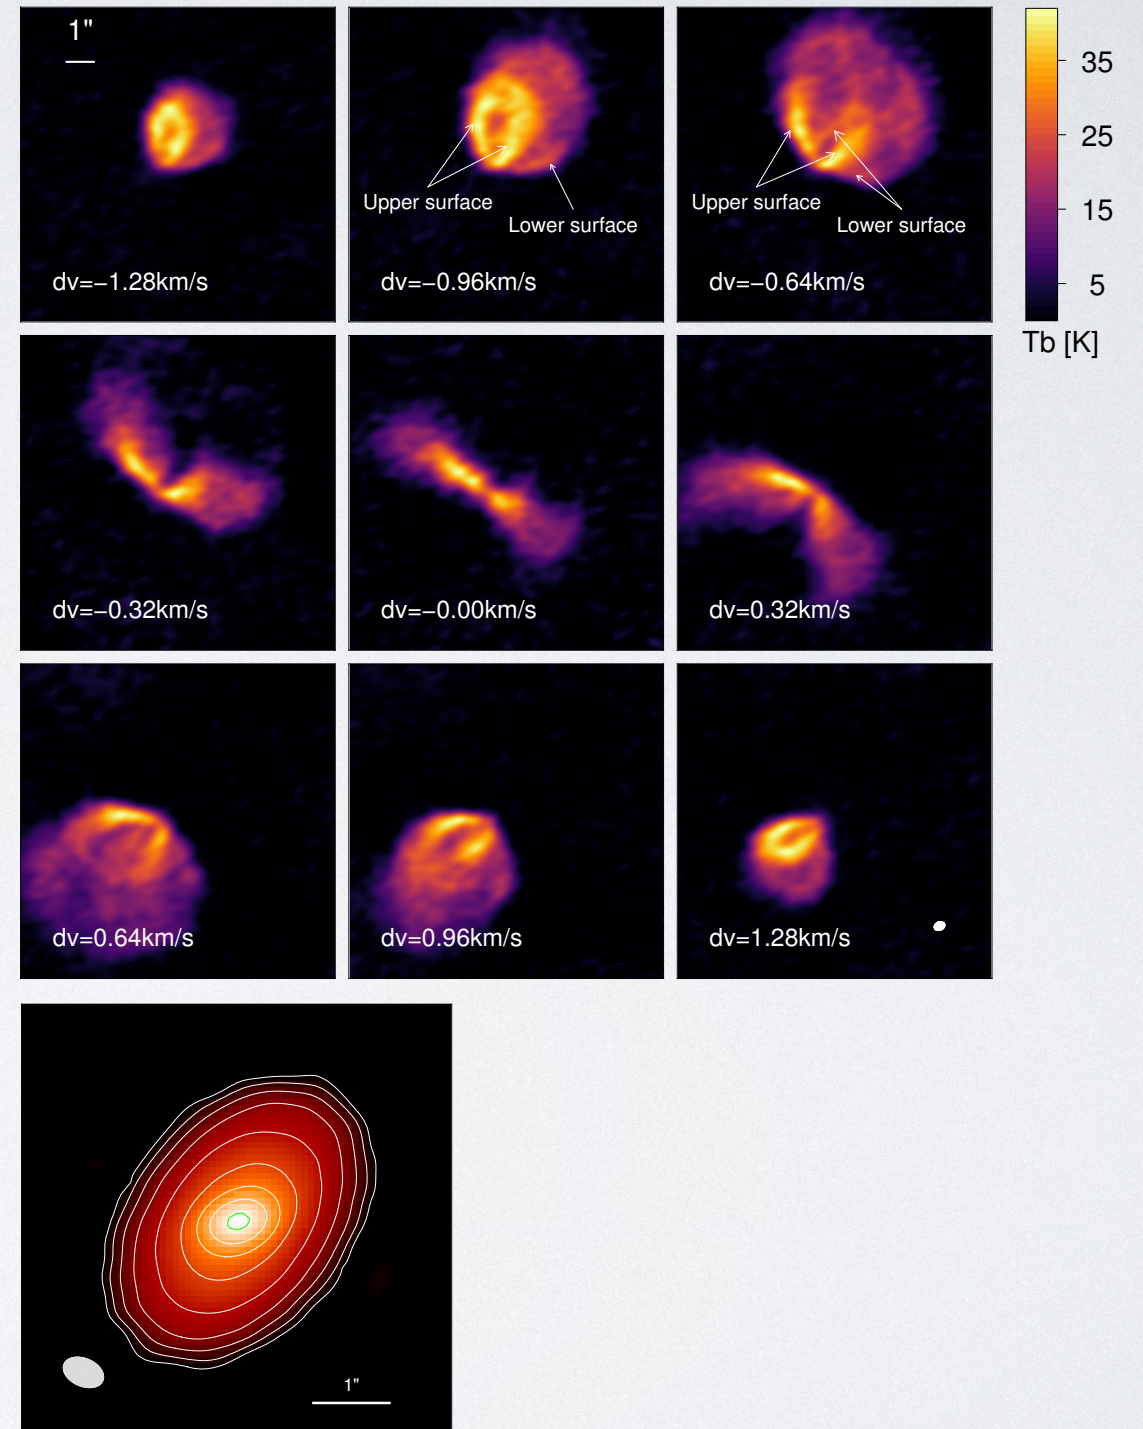 1"
35
25
15
5
Tb [K]
Upper surface
Lower surface
Upper surface
Lower surface
dv=−1.28km/s
dv=−0.96km/s
dv=−0.64km/s
dv=−0.32km/s
dv=−0.00km/s
dv=0.32km/s
dv=0.64km/s
dv=0.96km/s
dv=1.28km/s
1"